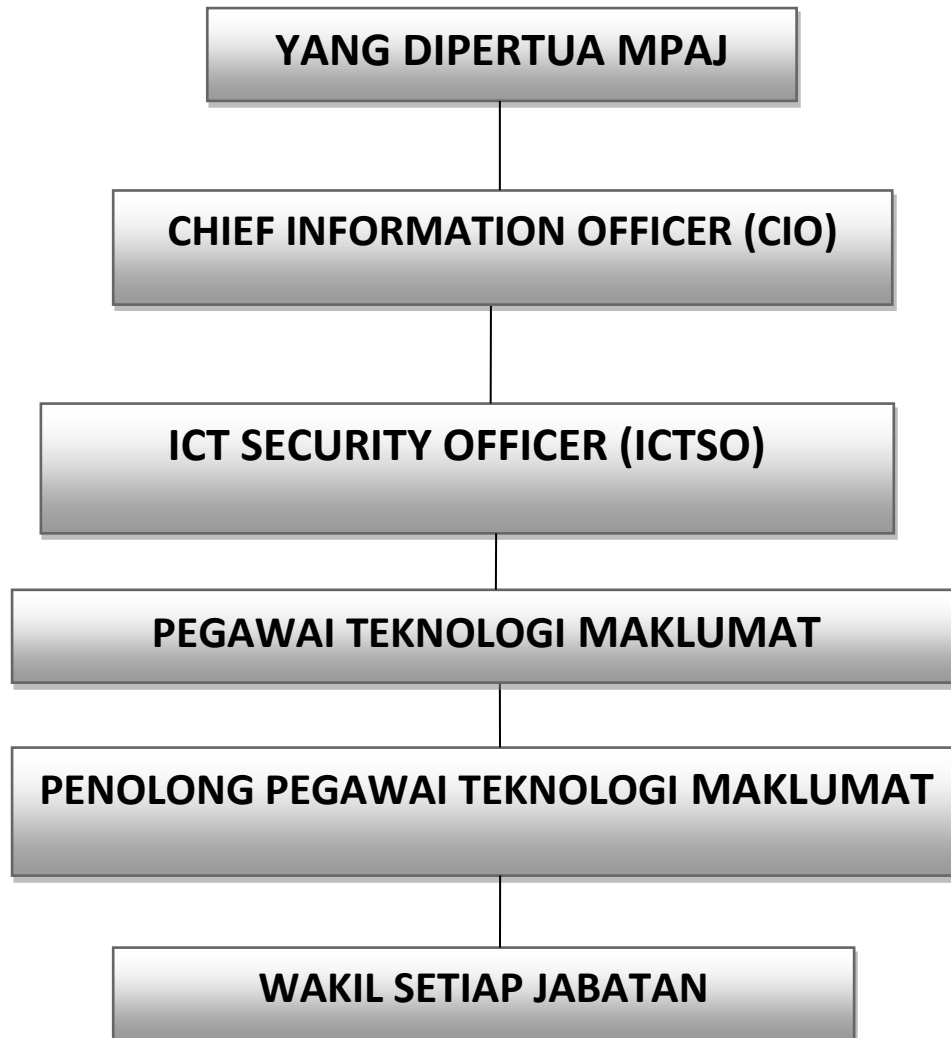 YANG DIPERTUA MPAJ
CHIEF INFORMATION OFFICER (CIO)
ICT SECURITY OFFICER (ICTSO)
PEGAWAI TEKNOLOGI MAKLUMAT
PENOLONG PEGAWAI TEKNOLOGI MAKLUMAT
WAKIL SETIAP JABATAN